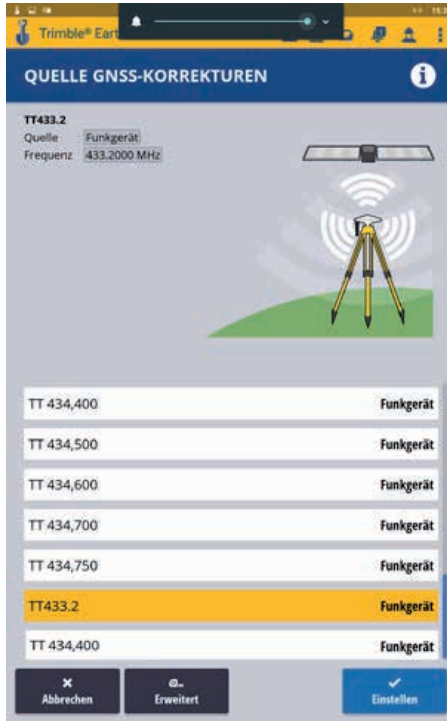 Trimble® Eart
QUELLE GNSS-KORREKTUREN
TT433.2
Quelle Funkgerät
Frequenz 433.2000 MHz
TT 434,400 Funkgerät
TT 434,500 Funkgerät
TT 434,600 Funkgerät
TT 434,700 Funkgerät
TT 434,750 Funkgerät
TT433.2 Funkgerät
TT 434,400 Funkgerät
Abbrechen Erweitert Einstellen